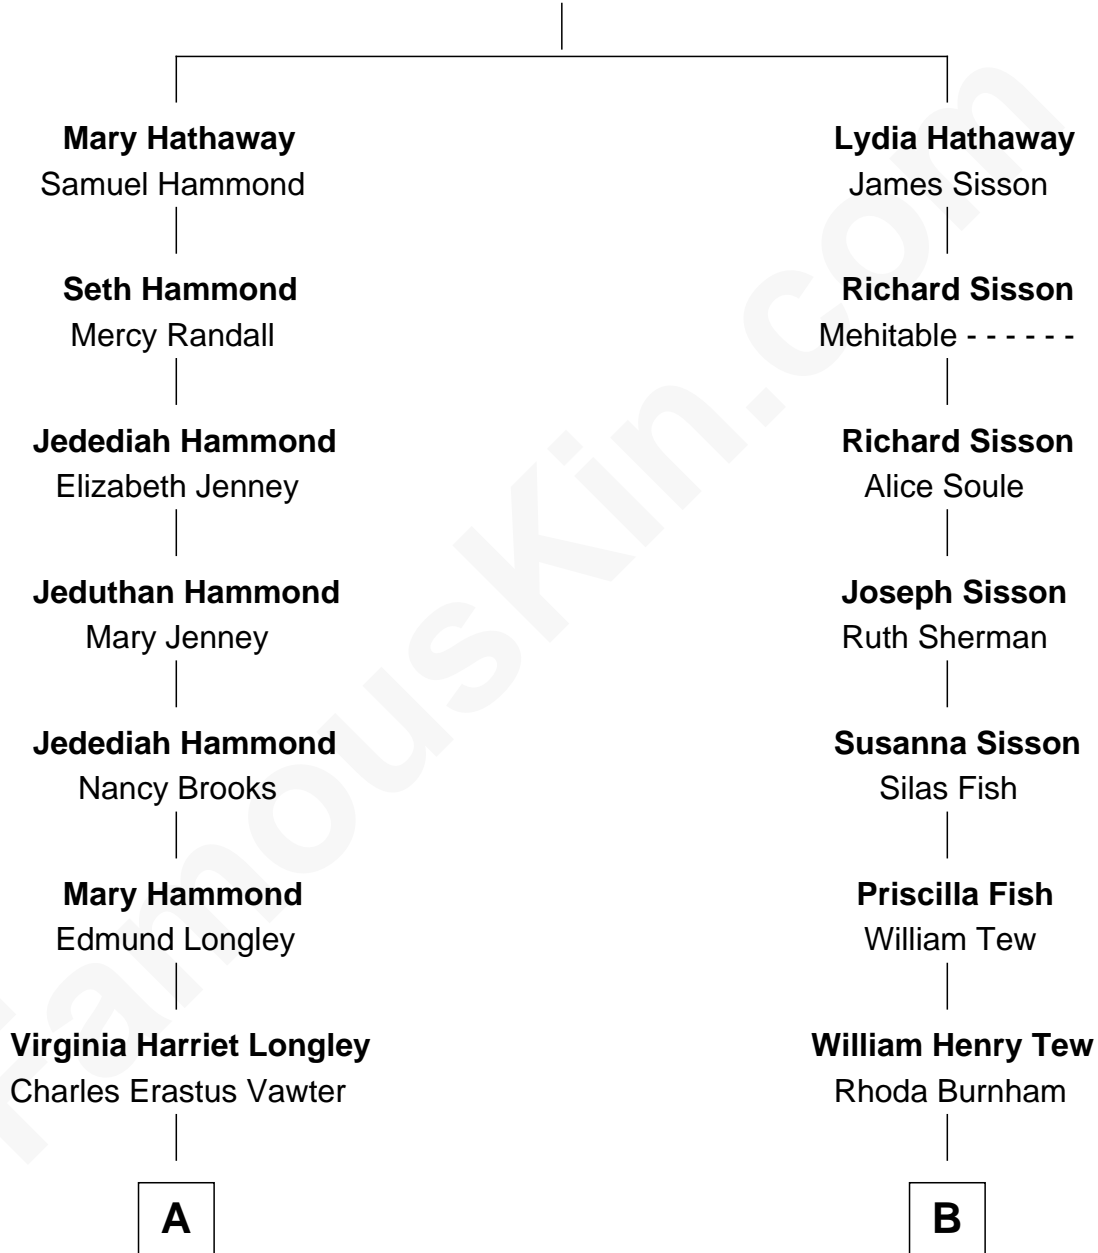 Mary Hathaway
Samuel Hammond
Seth Hammond
Mercy Randall
Jedediah Hammond
Elizabeth Jenney
Jeduthan Hammond
Mary Jenney
Jedediah Hammond
Nancy Brooks
Mary Hammond
Edmund Longley
Virginia Harriet Longley
Charles Erastus Vawter
A
Lydia Hathaway
James Sisson
Richard Sisson
Mehitable - - - - - -
Richard Sisson
Alice Soule
Joseph Sisson
Ruth Sherman
Susanna Sisson
Silas Fish
Priscilla Fish
William Tew
William Henry Tew
Rhoda Burnham
B
FamousKin.com